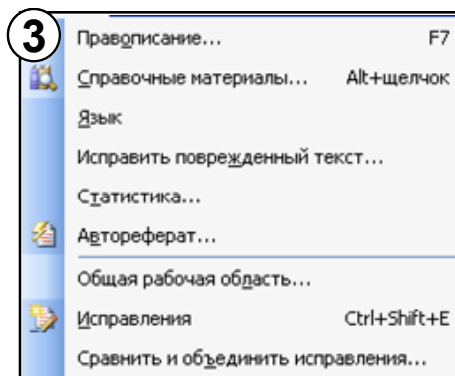 3
Правописание... F7
Справочные материалы... Alt+щелчок
Язык
Исправить поврежденный текст...
Статистика...
Автореферат...
Общая рабочая область...
Исправления Ctrl+Shift+E
Сравнить и объединить исправления...